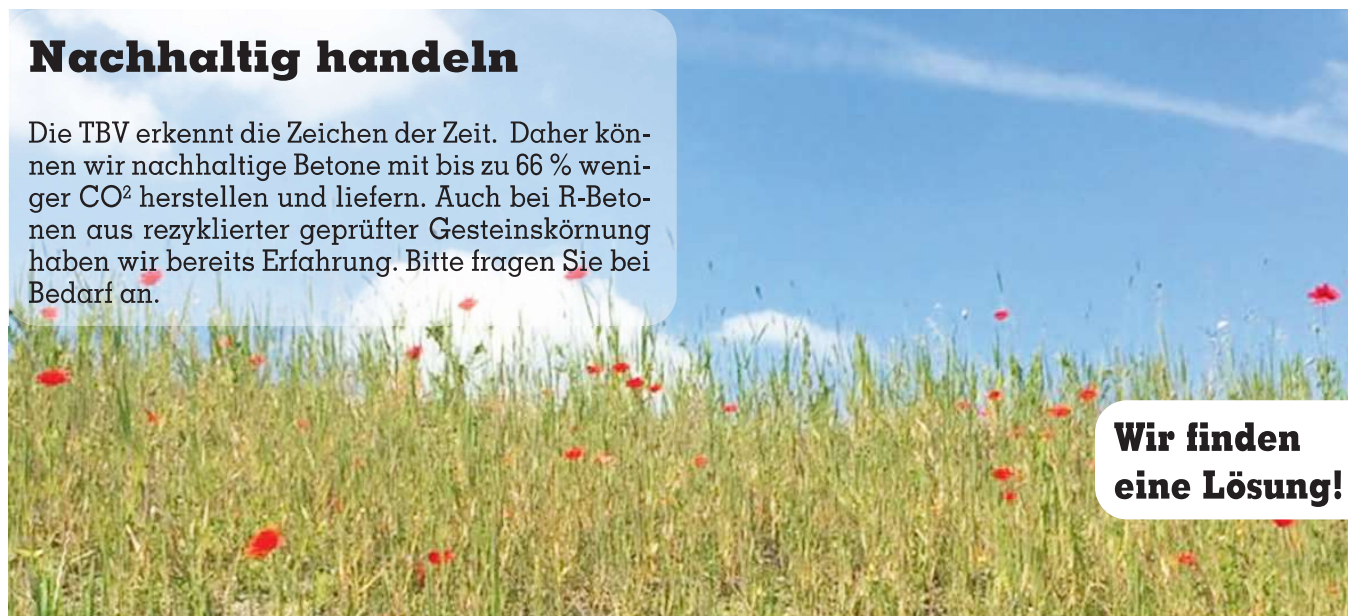 Nachhaltig handeln
Die TBV erkennt die Zeichen der Zeit. Daher kön-
nen wir nachhaltige Betone mit bis zu 66 % weni-
ger CO² herstellen und liefern. Auch bei R-Beto-
nen aus rezyklierter geprüfter Gesteinskörnung
haben wir bereits Erfahrung. Bitte fragen Sie bei
Bedarf an.
Wir finden
eine Lösung!